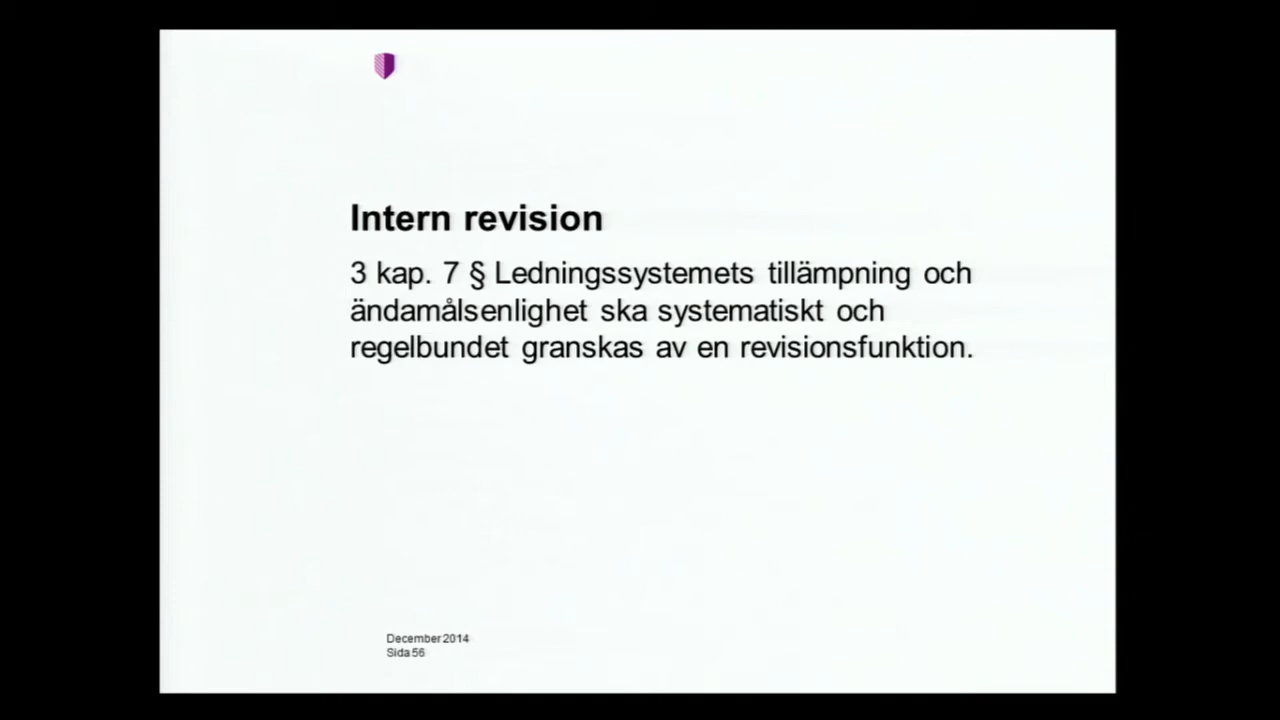 Intern revision
3 kap. 7 § Ledningssystemets tillämpning och
ändamålsenlighet ska systematiskt och
regelbundet granskas av en revisionsfunktion.
December 2014
Sida 56